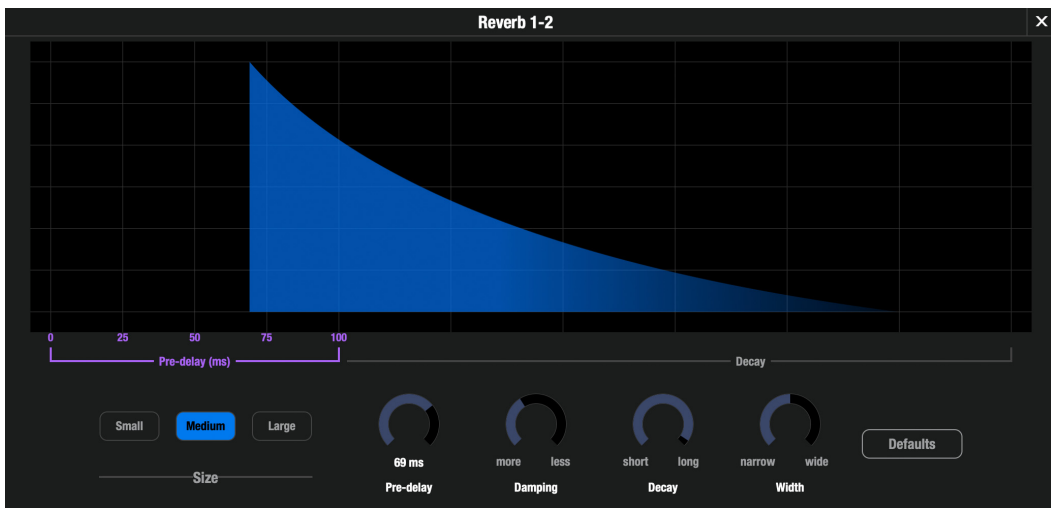 Reverb 1-2
0 25 50 75 100
Pre-delay (ms)
Decay
Small Medium Large
Size
69 ms
Pre-delay
more less
Damping
short long
Decay
narrow wide
Width
Defaults